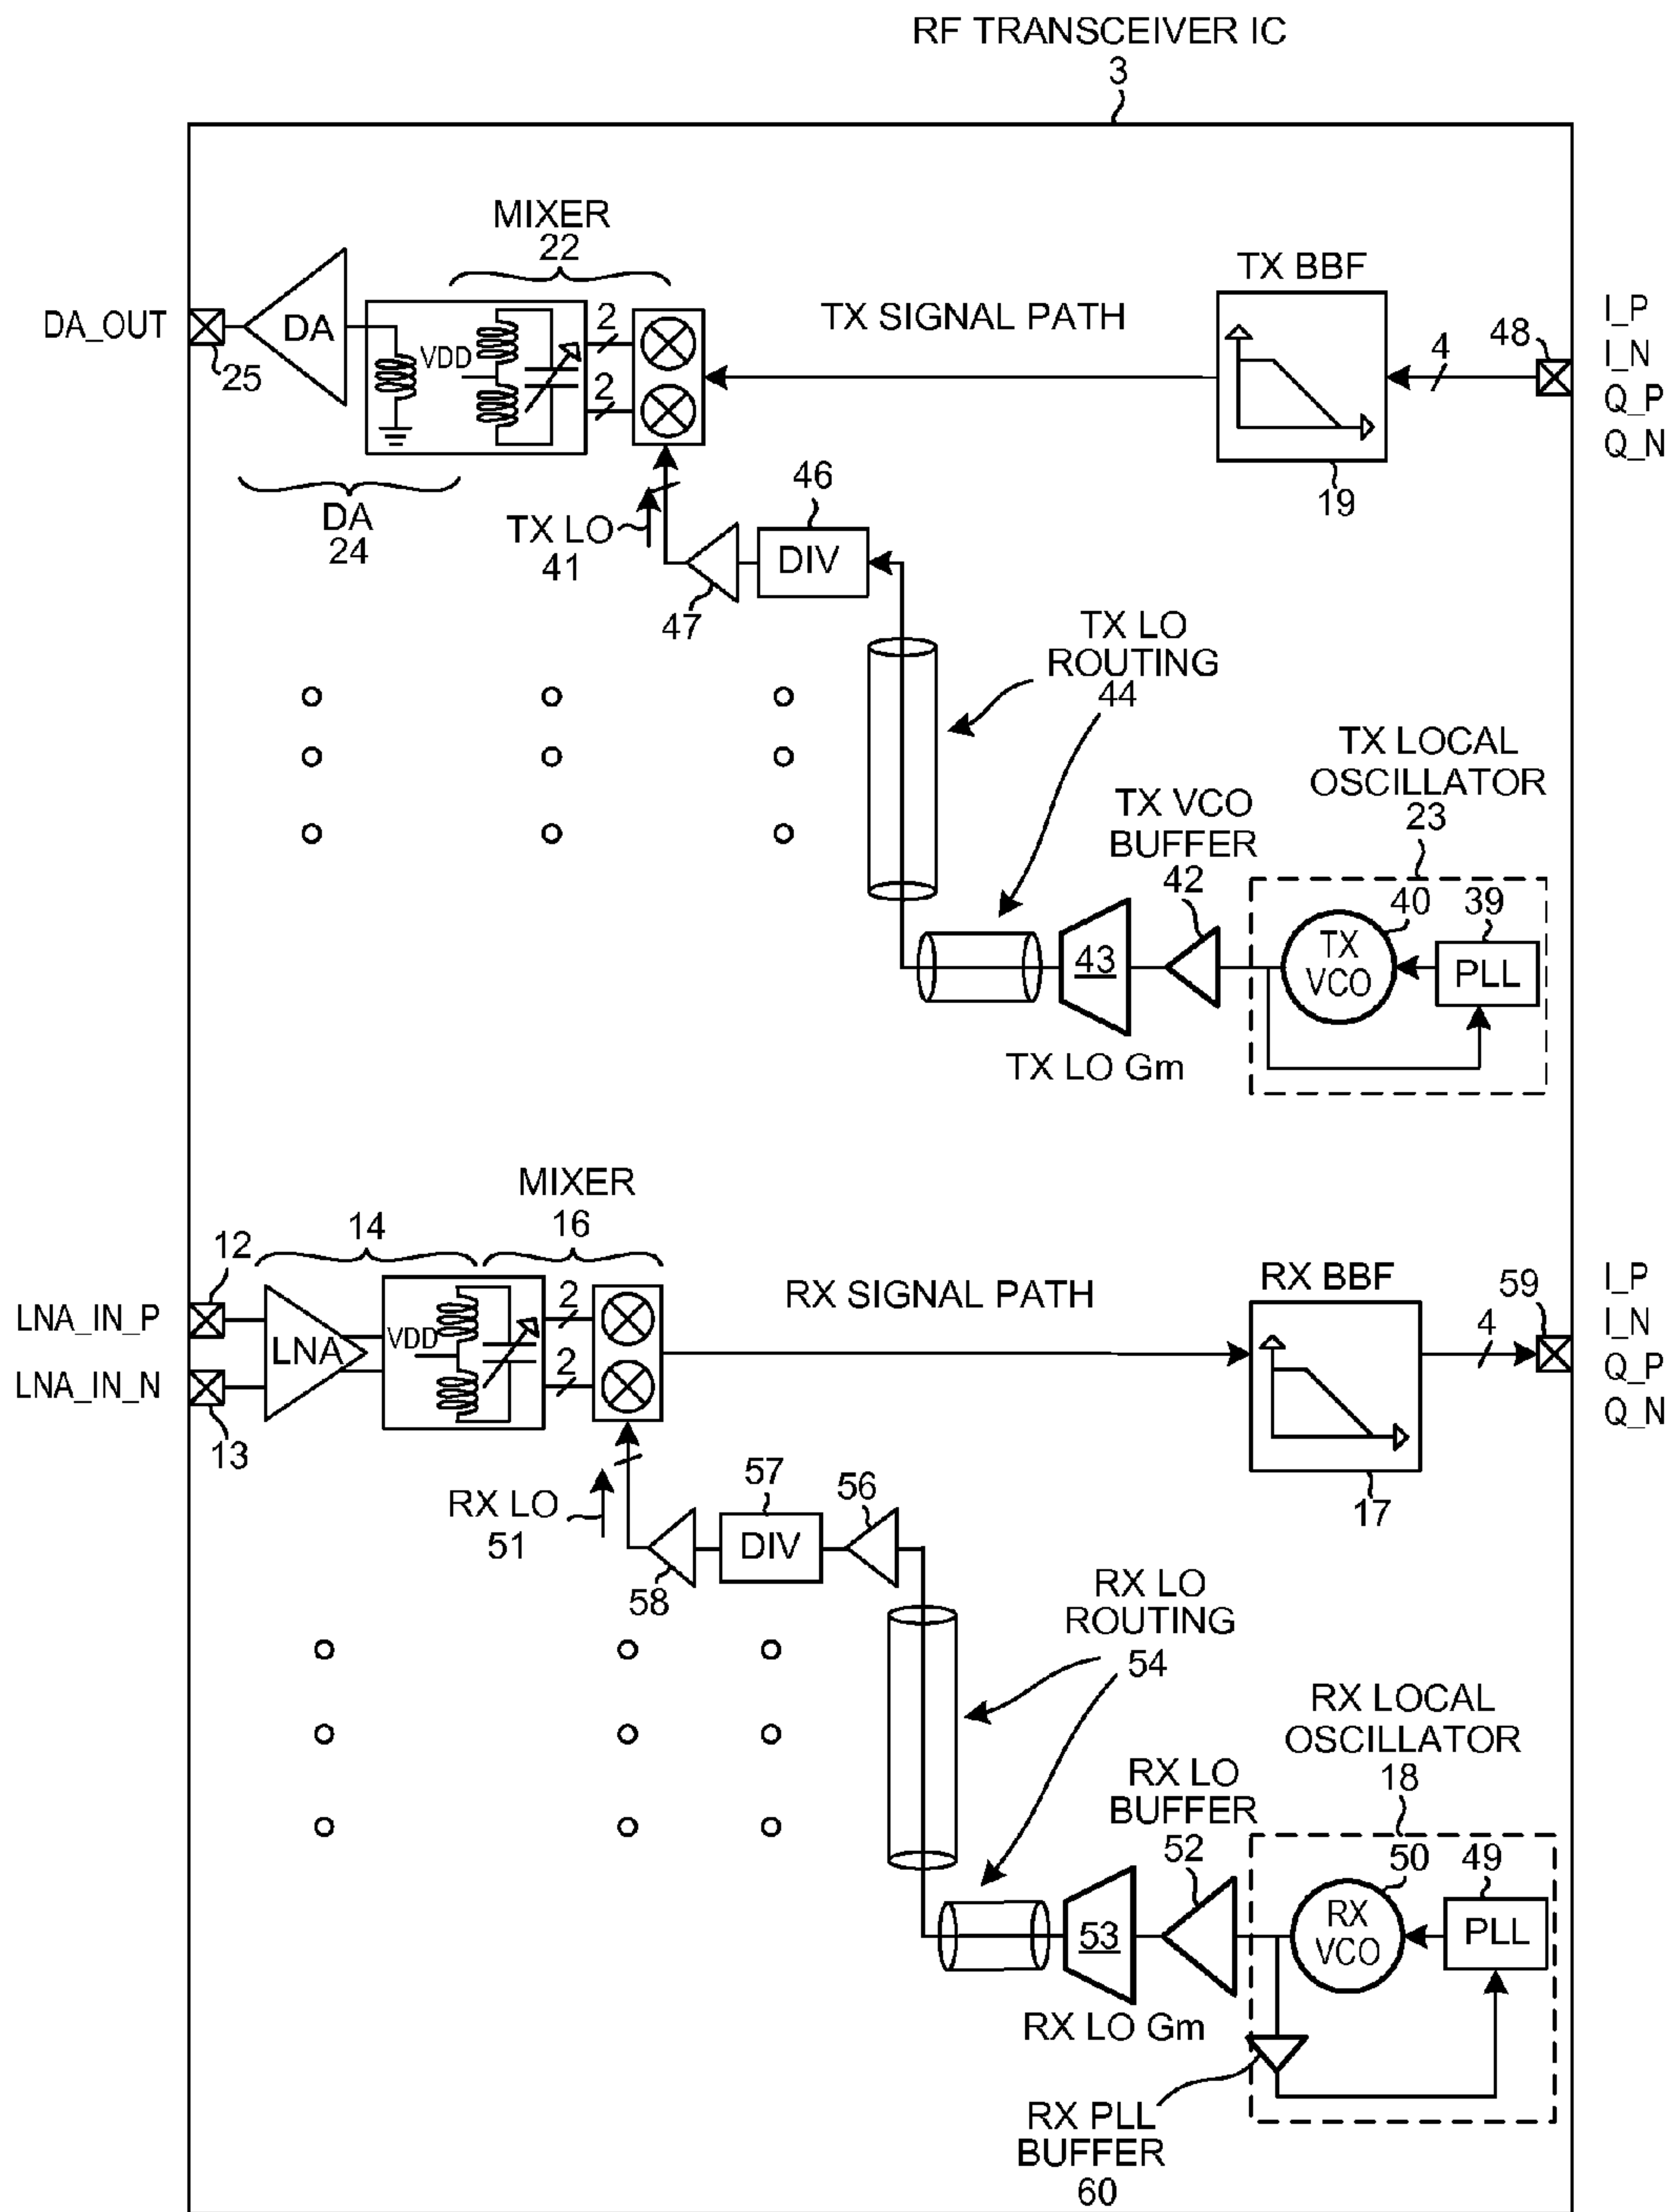 RF TRANSCEIVER IC
3
MIXER
22
DA_OUT
25
DA
VDD
2
2
TX SIGNAL PATH
TX BBF
19
4
48
I_P
I_N
Q_P
Q_N
DA
24
TX LO
41
47
46
DIV
TX LO
ROUTING
44
TX LOCAL
OSCILLATOR
23
TX VCO
BUFFER
42
43
TX LO Gm
40
TX
VCO
39
PLL
MIXER
16
14
12
LNA_IN_P
LNA_IN_N
13
LNA
VDD
2
2
RX SIGNAL PATH
RX BBF
17
4
59
I_P
I_N
Q_P
Q_N
RX LO
51
58
57
DIV
56
RX LO
ROUTING
54
RX LOCAL
OSCILLATOR
18
RX LO
BUFFER
52
53
RX LO Gm
50
RX
VCO
49
PLL
RX PLL
BUFFER
60